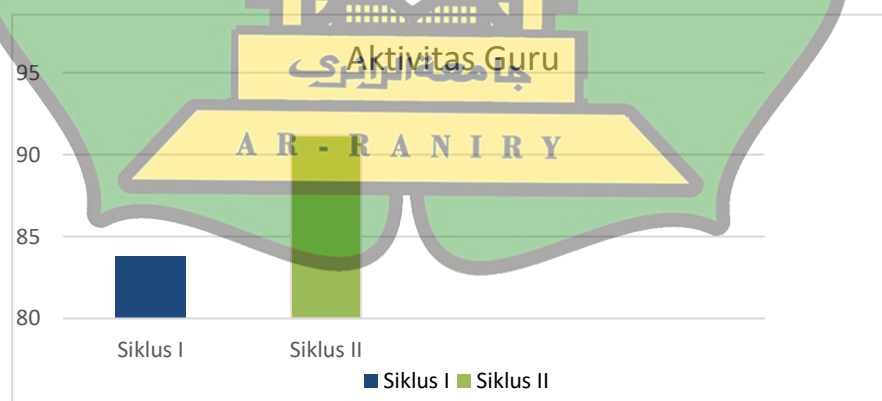 Aktivitas Guru
جامعة الرانري
95
A R - R A N I R Y
90
85
80
Siklus I Siklus II
Siklus I Siklus II